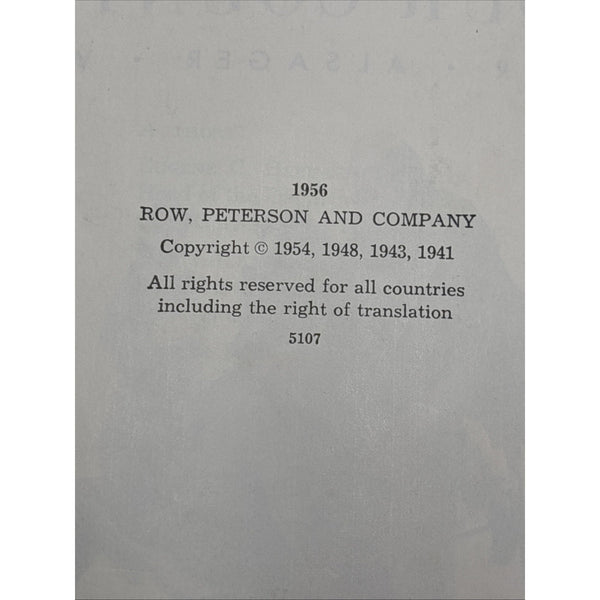 ALSAGER
1956
ROW, PETERSON AND COMPANY
Copyright © 1954, 1948, 1943, 1941
All rights reserved for all countries
including the right of translation
5107